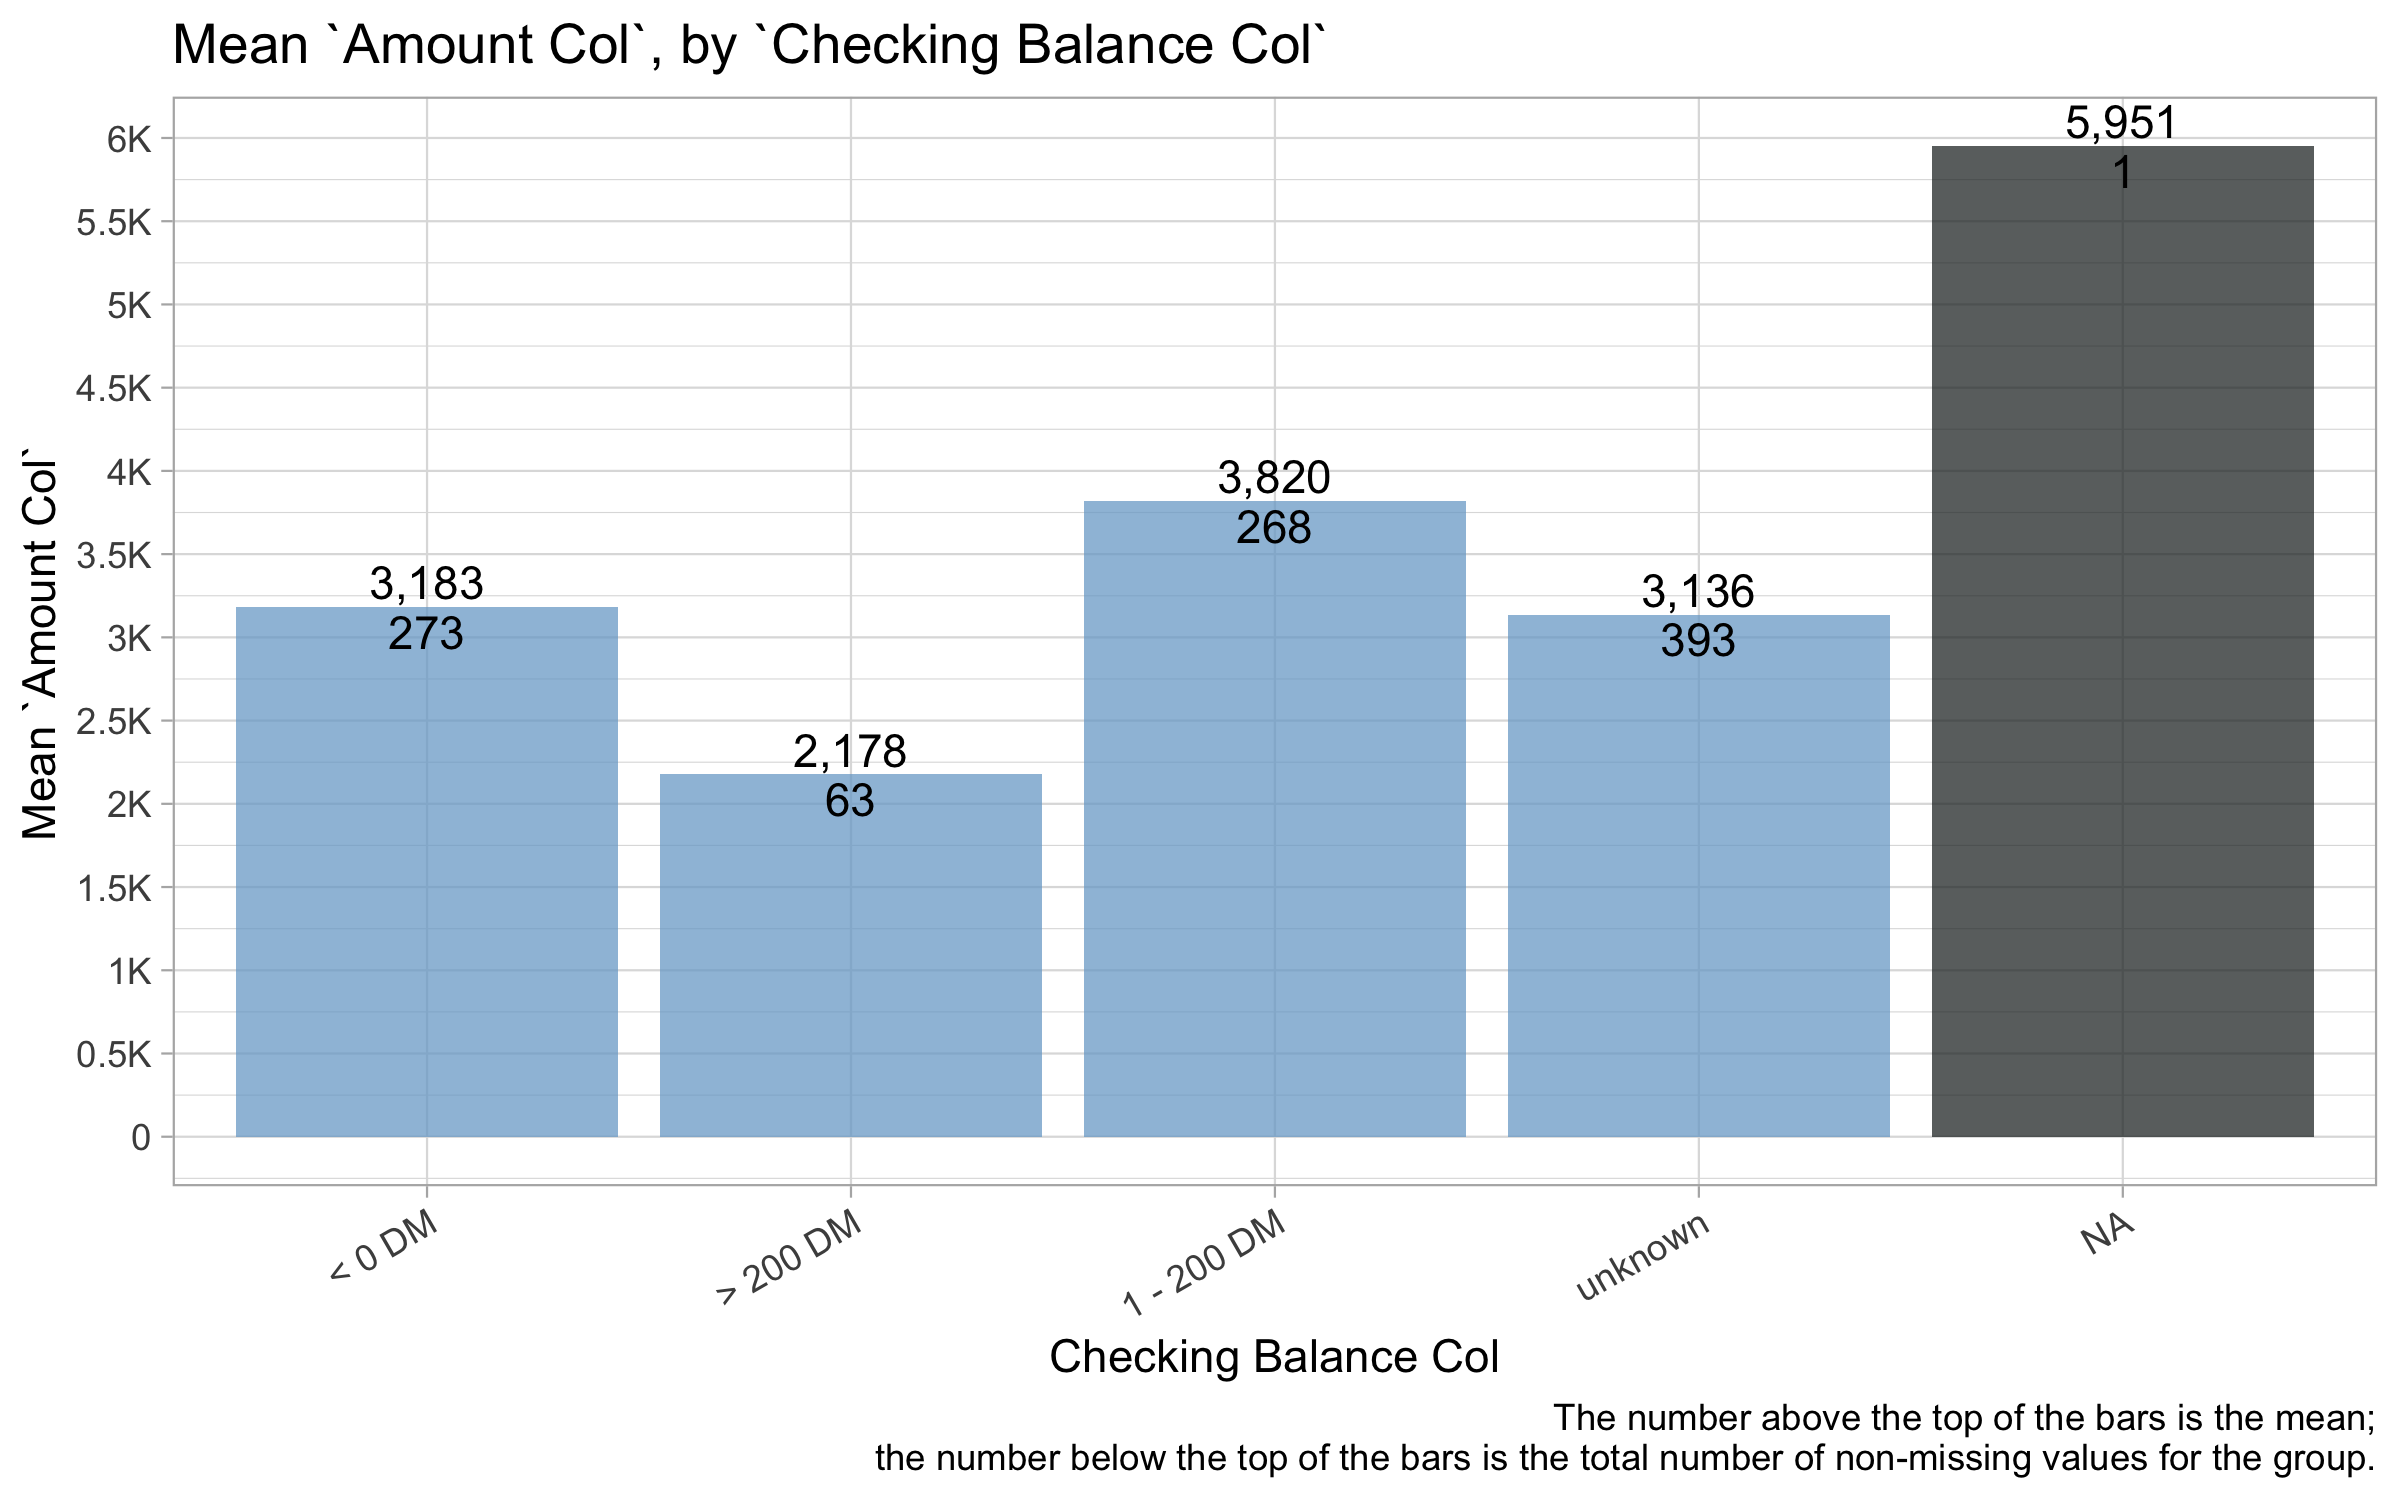 Mean `Amount Col`, by `Checking Balance Col`
Mean `Amount Col`
6K
5.5K
5K
4.5K
4K
3.5K
3K
2.5K
2K
1.5K
1K
0.5K
0
3,183
273
2,178
63
3,820
268
3,136
393
5,951
1
< 0 DM
> 200 DM
1 - 200 DM
unknown
NA
Checking Balance Col
The number above the top of the bars is the mean;
the number below the top of the bars is the total number of non-missing values for the group.